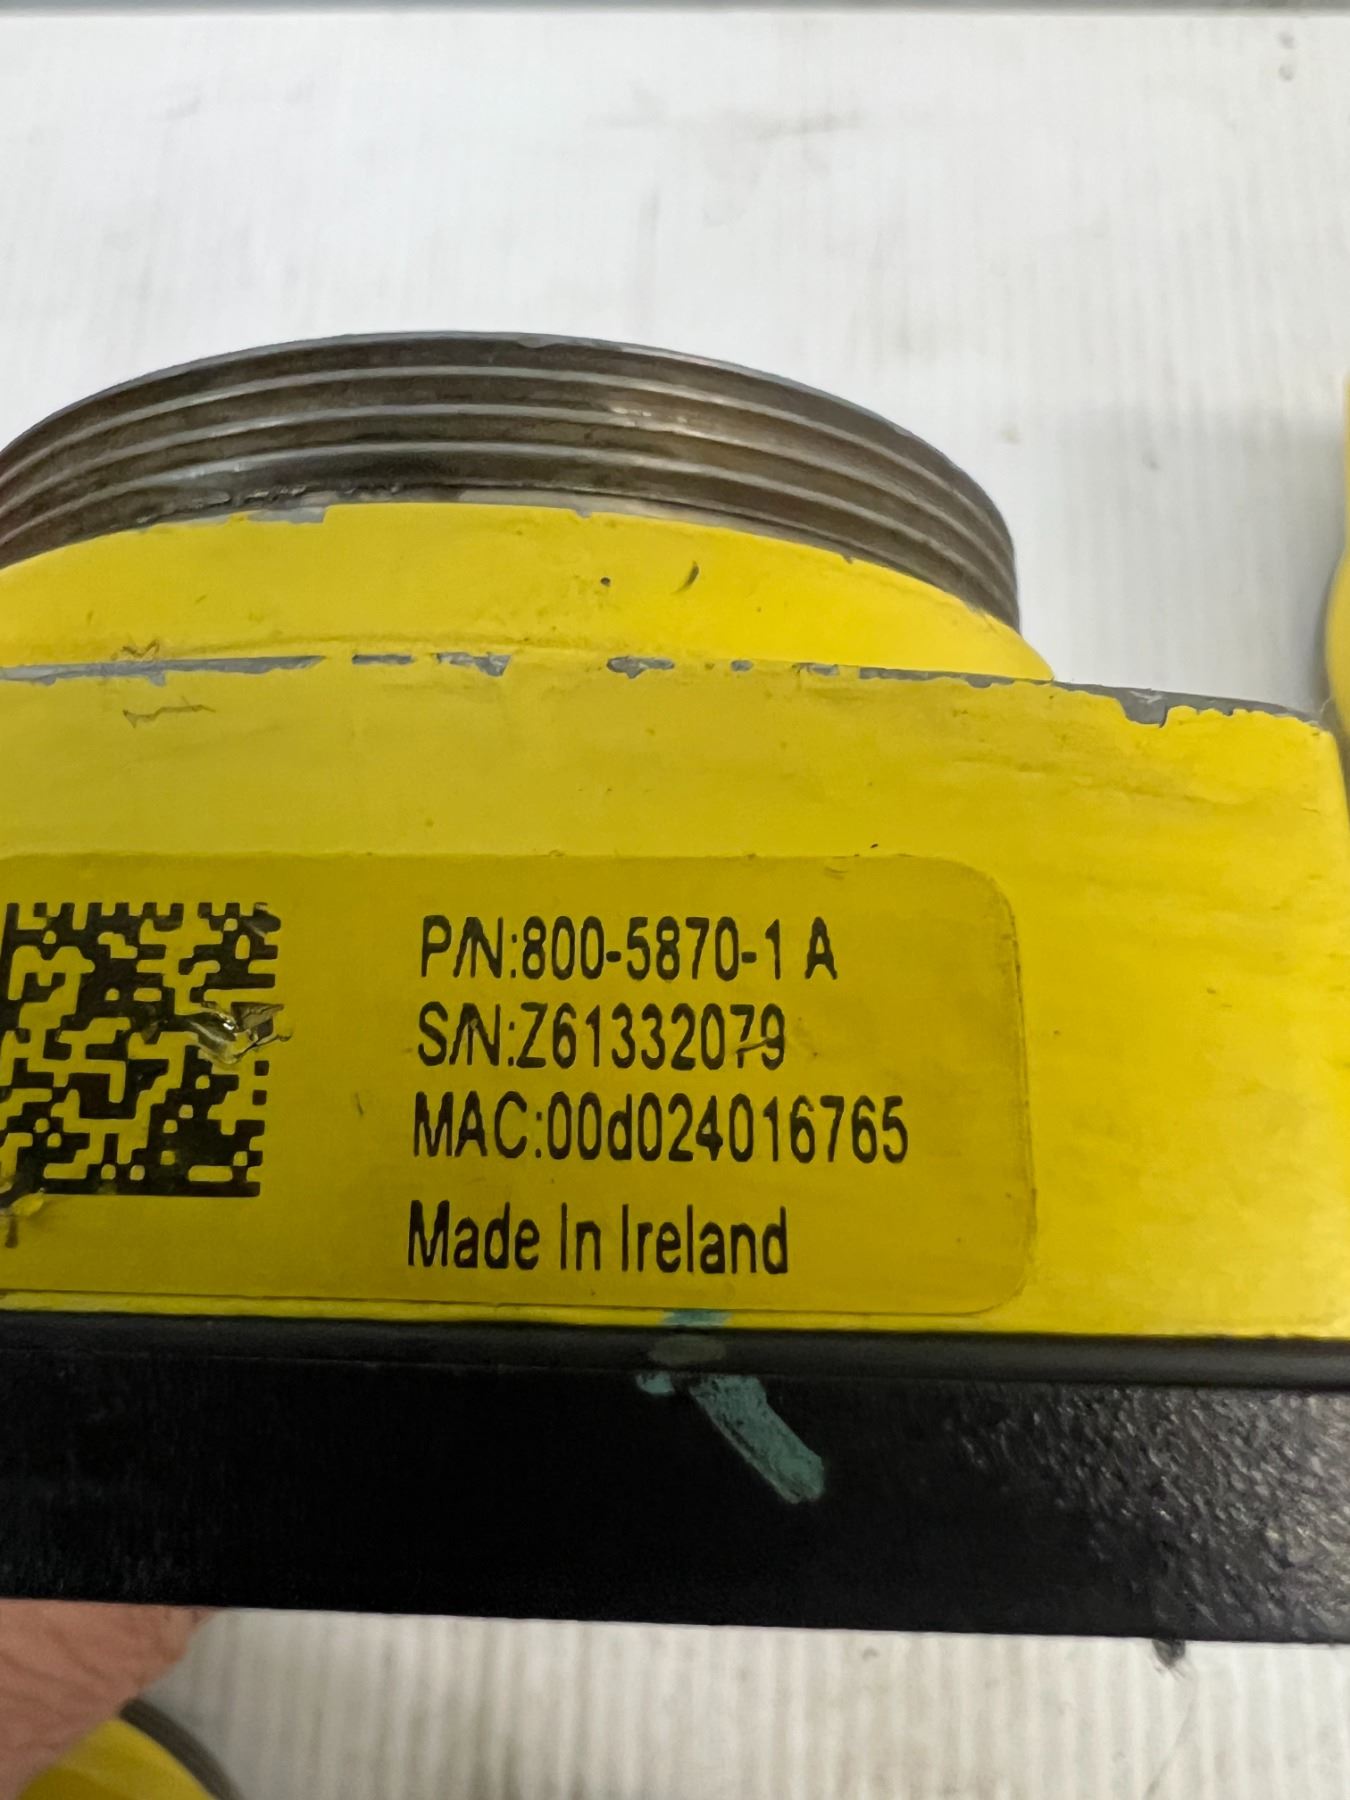 P/N:800-5870-1 A
S/N:Z61332079
MAC:00d024016765
Made In Ireland